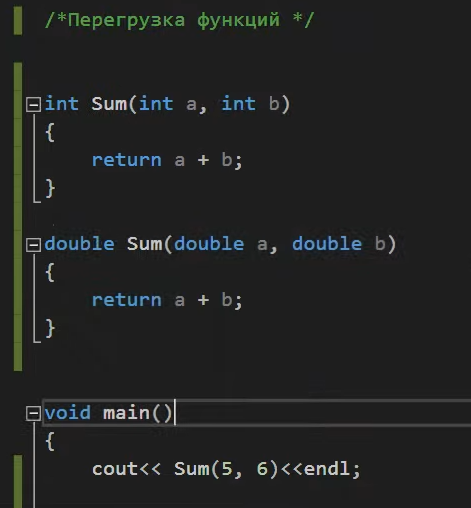 /*Перегрузка функций */
int Sum(int a, int b)
{
return a + b;
}
double Sum(double a, double b)
{
return a + b;
}
void main()
{
cout<< Sum(5, 6)<<endl;